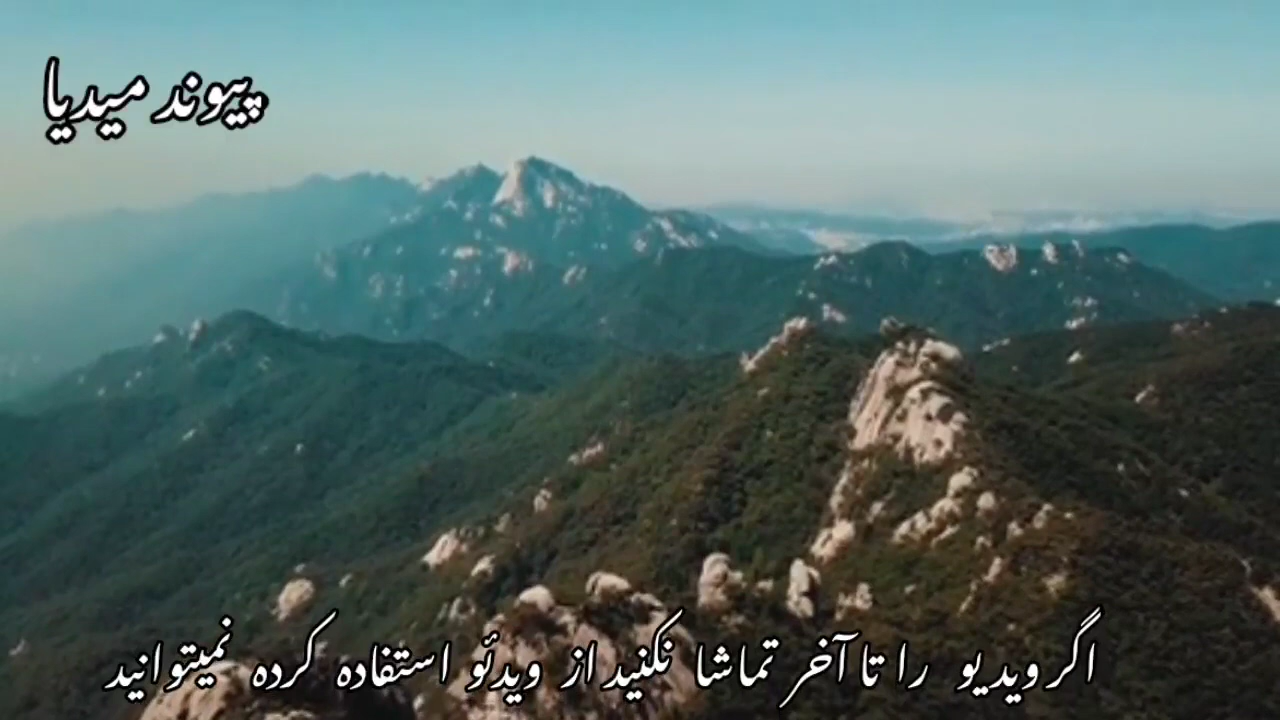 پیوند میدیا
اگر ویدیو را تا آخر تماشا نکنید از ویدئو استفاده کرده نمیتوانید